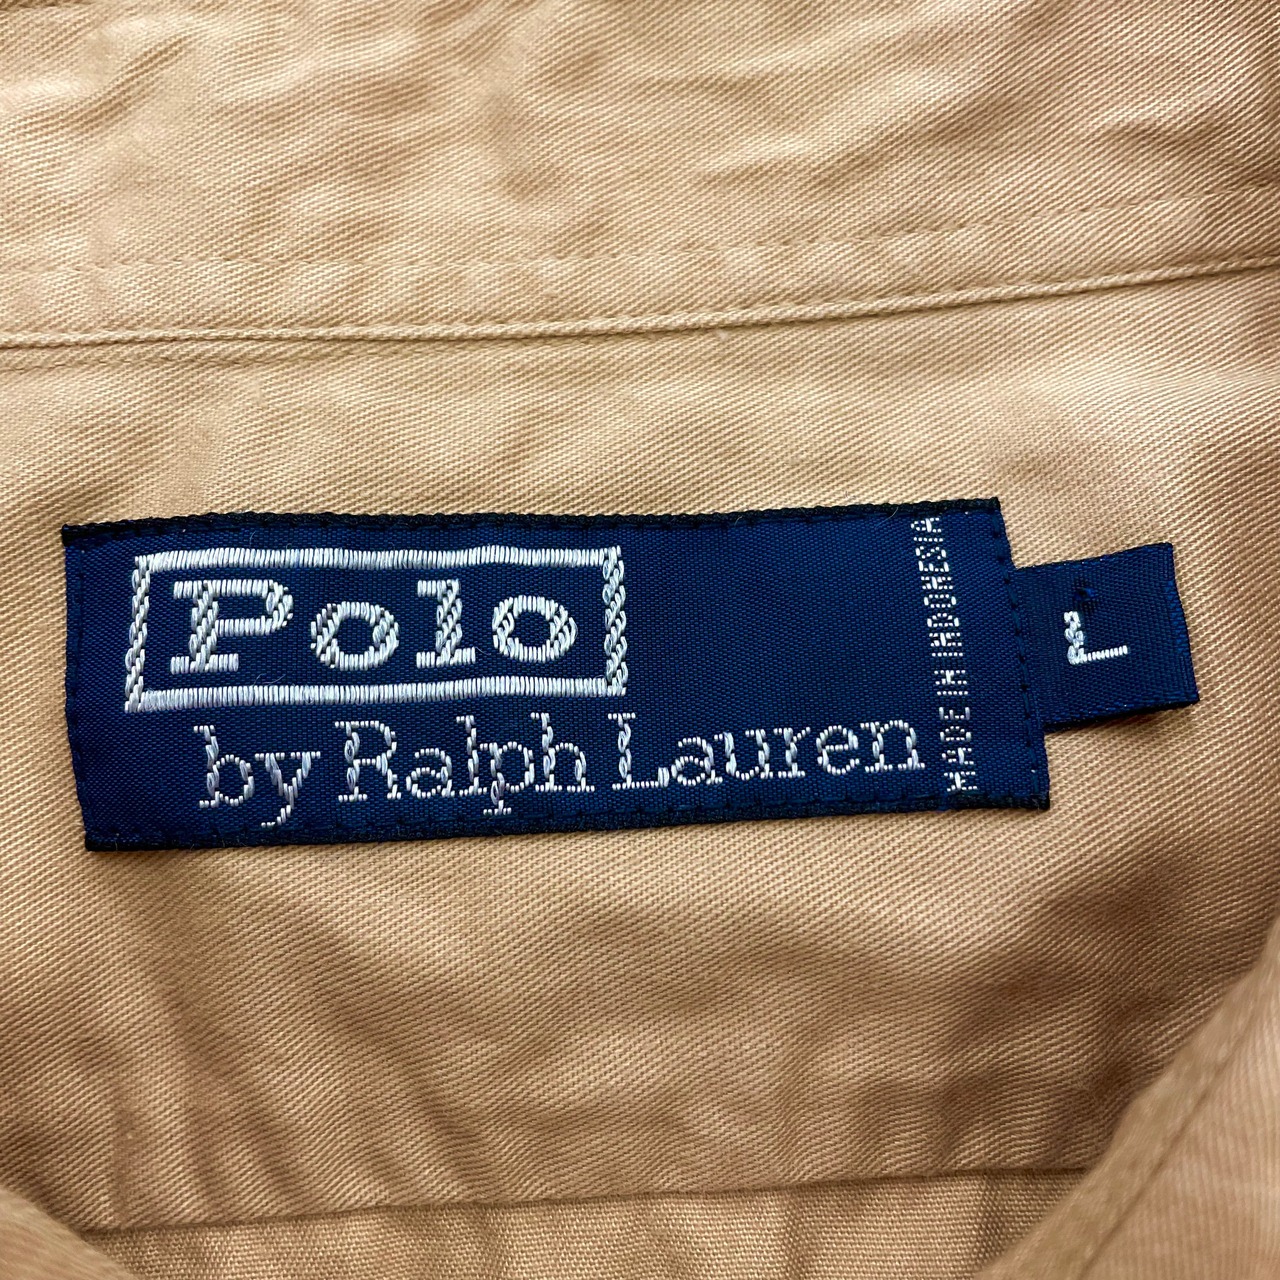 Polo
by Ralph Lauren
MADE IN INDONESIA
L